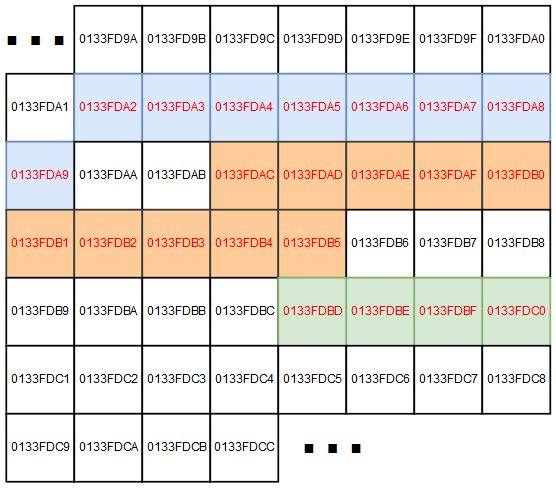 0133FD9A 0133FD9B 0133FD9C 0133FD9D 0133FD9E 0133FD9F 0133FDA0
0133FDA1 0133FDA2 0133FDA3 0133FDA4 0133FDA5 0133FDA6 0133FDA7 0133FDA8
0133FDA9 0133FDAA 0133FDAB 0133FDAC 0133FDAD 0133FDAE 0133FDAF 0133FDB0
0133FDB1 0133FDB2 0133FDB3 0133FDB4 0133FDB5 0133FDB6 0133FDB7 0133FDB8
0133FDB9 0133FDBA 0133FDBB 0133FDBC 0133FDBD 0133FDBE 0133FDBF 0133FDC0
0133FDC1 0133FDC2 0133FDC3 0133FDC4 0133FDC5 0133FDC6 0133FDC7 0133FDC8
0133FDC9 0133FDCA 0133FDCB 0133FDCC